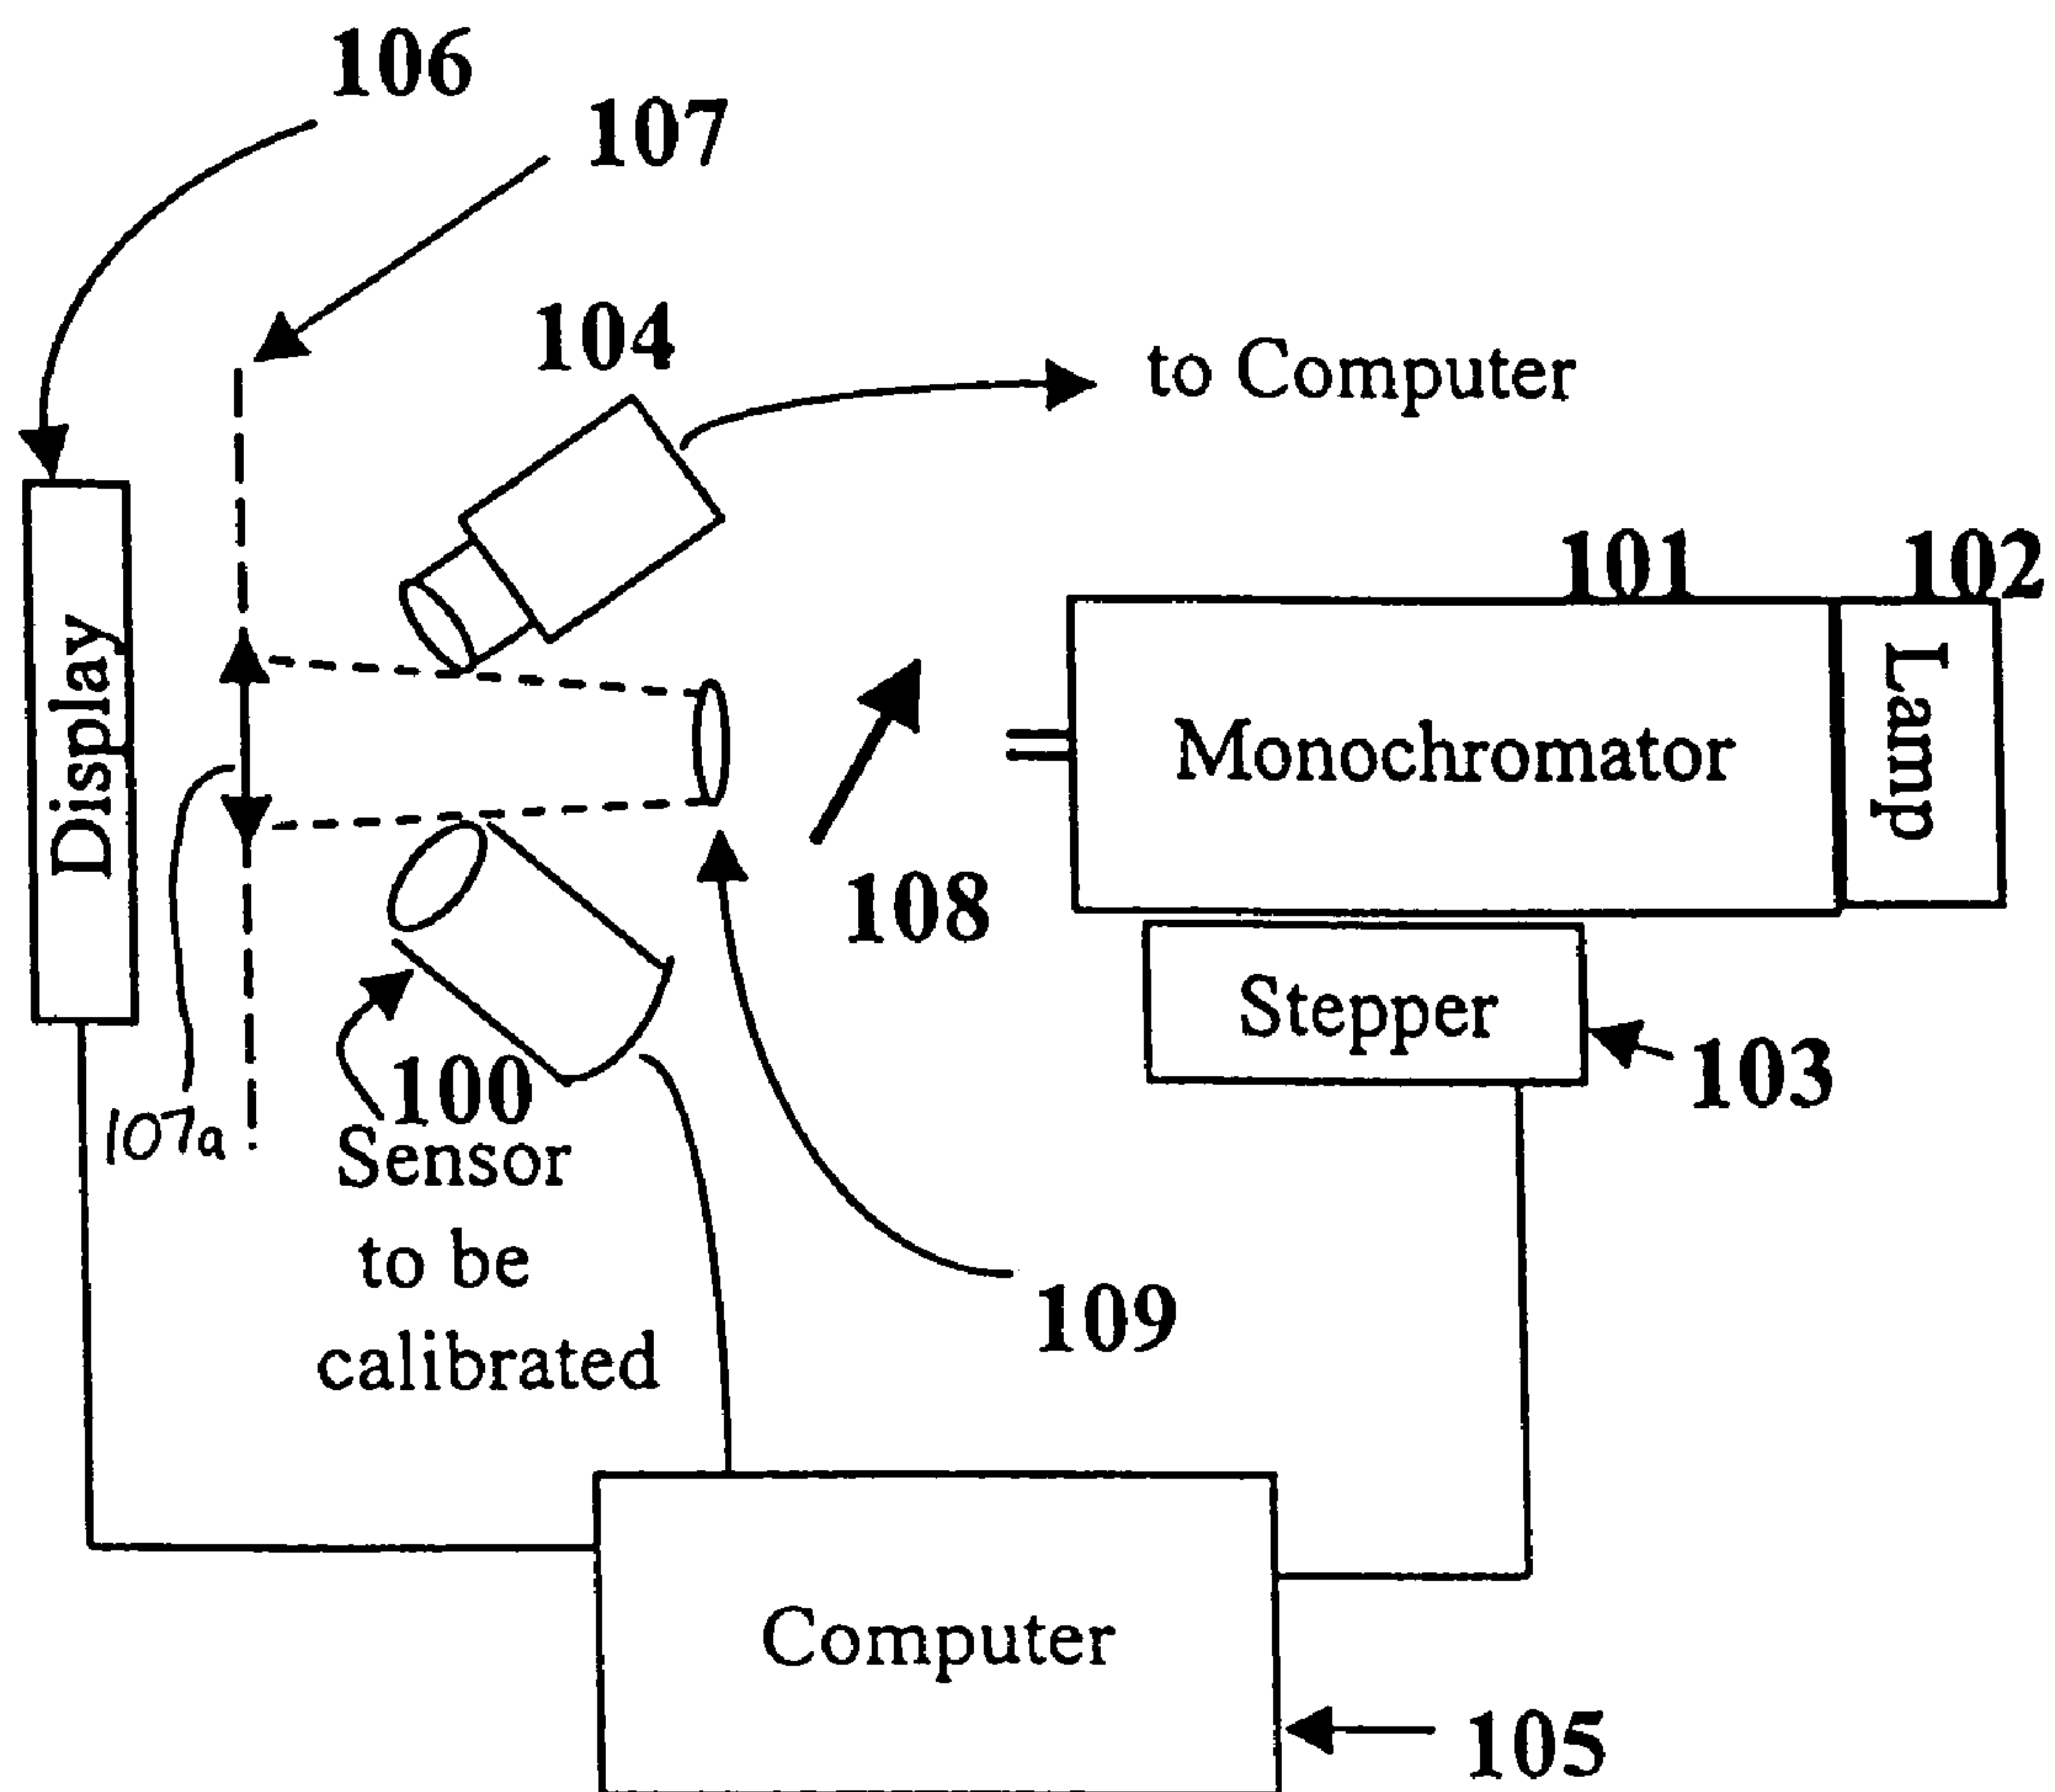 106
107
104
to Computer
101
102
Display
Monochromator
Lamp
108
Stepper
103
100
107a
Sensor
to be
calibrated
109
Computer
105